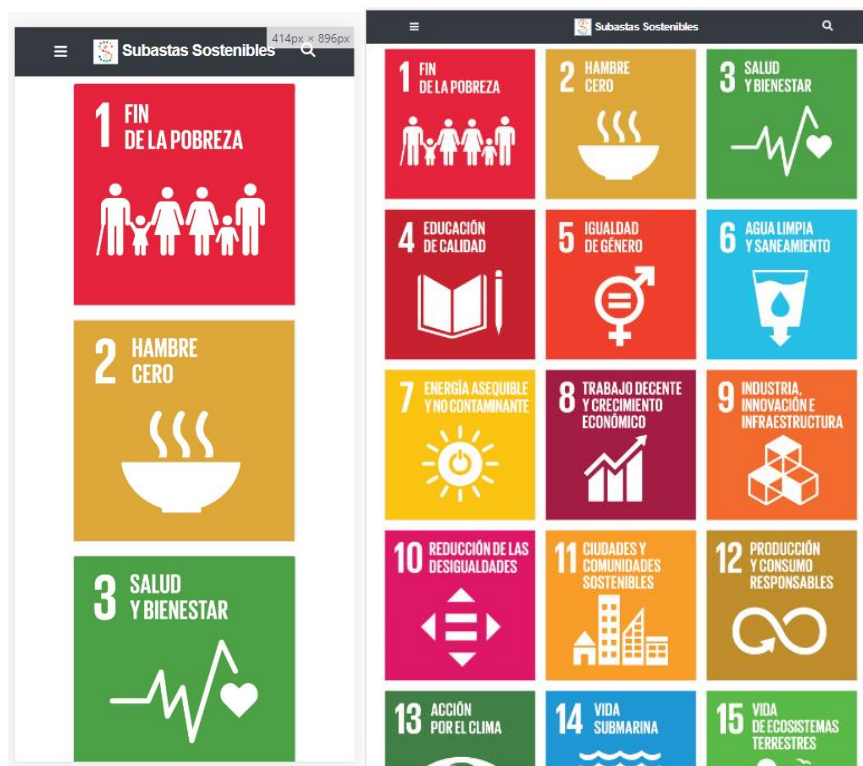 Subastas Sostenibles
414px × 896px
1 FIN
DE LA POBREZA
2 HAMBRE
CERO
3 SALUD
Y BIENESTAR
Subastas Sostenibles
1 FIN
DE LA POBREZA
2 HAMBRE
CERO
3 SALUD
Y BIENESTAR
4 EDUCACIÓN
DE CALIDAD
5 IGUALDAD
DE GÉNERO
6 AGUA LIMPIA
Y SANEAMIENTO
7 ENERGÍA ASEQUIBLE
Y NO CONTAMINANTE
8 TRABAJO DECENTE
Y CRECIMIENTO
ECONÓMICO
9 INDUSTRIA,
INNOVACIÓN E
INFRAESTRUCTURA
10 REDUCCIÓN DE LAS
DESIGUALDADES
11 CIUDADES Y
COMUNIDADES
SOSTENIBLES
12 PRODUCCIÓN
Y CONSUMO
RESPONSABLES
13 ACCIÓN
POR EL CLIMA
14 VIDA
SUBMARINA
15 VIDA
DE ECOSISTEMAS
TERRESTRES